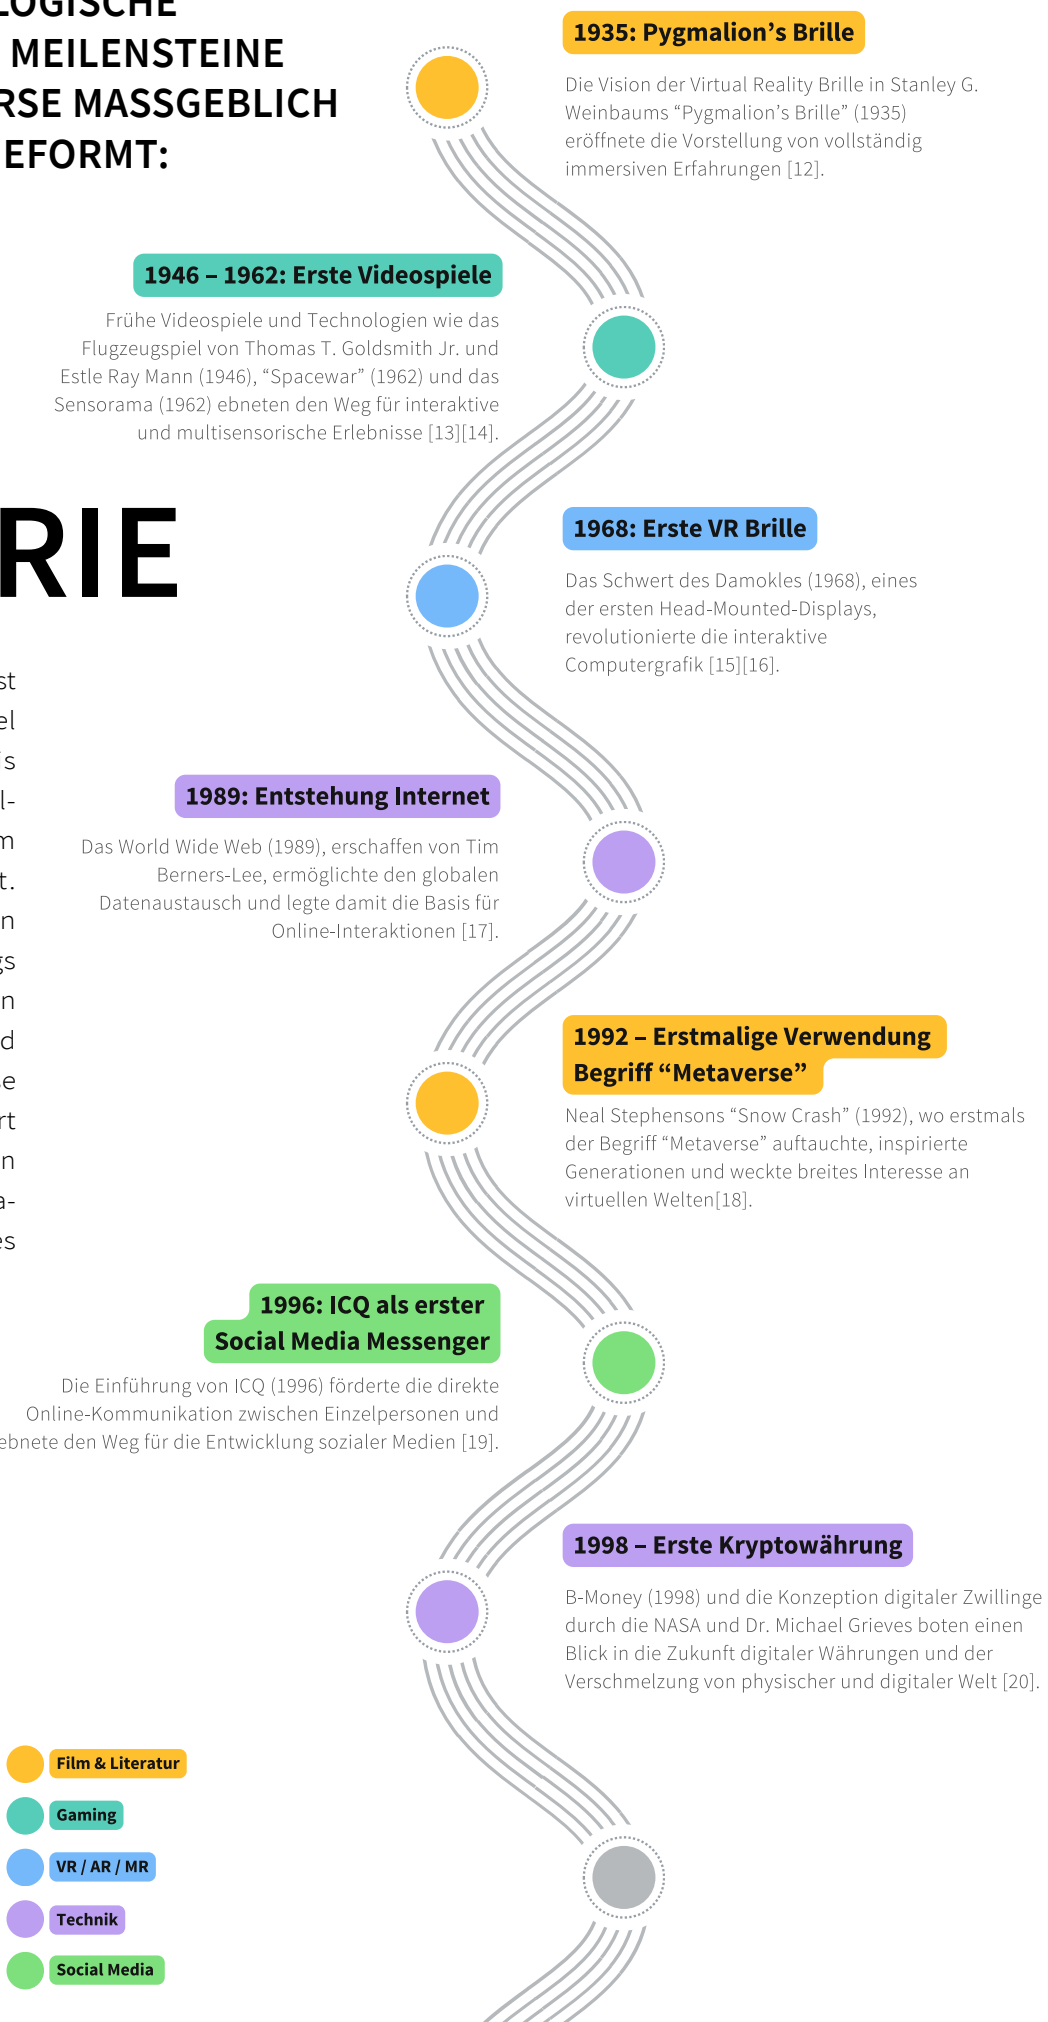 MEILENSTEINE
MASSGEBLICH
1935: Pygmalion’s Brille
Die Vision der Virtual Reality Brille in Stanley G.
Weinbaums “Pygmalion’s Brille” (1935)
eröffnete die Vorstellung von vollständig
immersiven Erfahrungen [12].
1946 – 1962: Erste Videospiele
Frühe Videospiele und Technologien wie das
Flugzeugspiel von Thomas T. Goldsmith Jr. und
Estle Ray Mann (1946), “Spacewar” (1962) und das
Sensorama (1962) ebneten den Weg für interaktive
und multisensorische Erlebnisse [13][14].
1968: Erste VR Brille
Das Schwert des Damokles (1968), eines
der ersten Head-Mounted-Displays,
revolutionierte die interaktive
Computergrafik [15][16].
1989: Entstehung Internet
Das World Wide Web (1989), erschaffen von Tim
Berners-Lee, ermöglichte den globalen
Datenaustausch und legte damit die Basis für
Online-Interaktionen [17].
1992 – Erstmalige Verwendung
Begriff “Metaverse”
Neal Stephensons “Snow Crash” (1992), wo erstmals
der Begriff “Metaverse” auftauchte, inspirierte
Generationen und weckte breites Interesse an
virtuellen Welten[18].
1996: ICQ als erster
Social Media Messenger
Die Einführung von ICQ (1996) förderte die direkte
Online-Kommunikation zwischen Einzelpersonen und
ebnete den Weg für die Entwicklung sozialer Medien [19].
1998 – Erste Kryptowährung
B-Money (1998) und die Konzeption digitaler Zwillinge
durch die NASA und Dr. Michael Grieves boten einen
Blick in die Zukunft digitaler Währungen und der
Verschmelzung von physischer und digitaler Welt [20].
Film & Literatur
Gaming
VR / AR / MR
Technik
Social Media